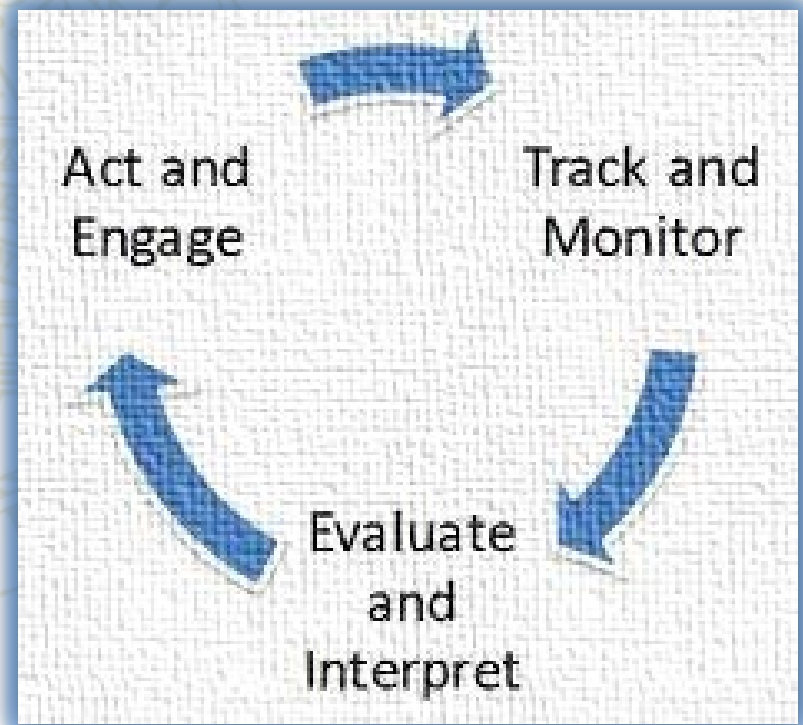 Act and
Engage
Track and
Monitor
Evaluate
and
Interpret